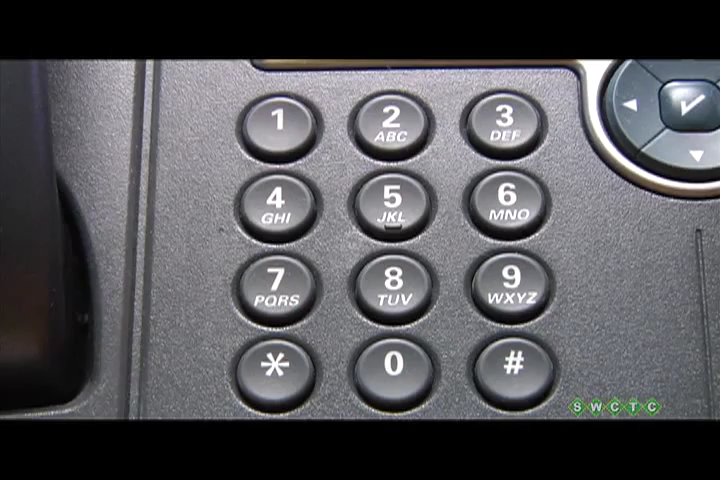 1 2 3
ABC DEF
4 5 6
GHI JKL MNO
7 8 9
PQRS TUV WXYZ
* 0 #
SWCTC